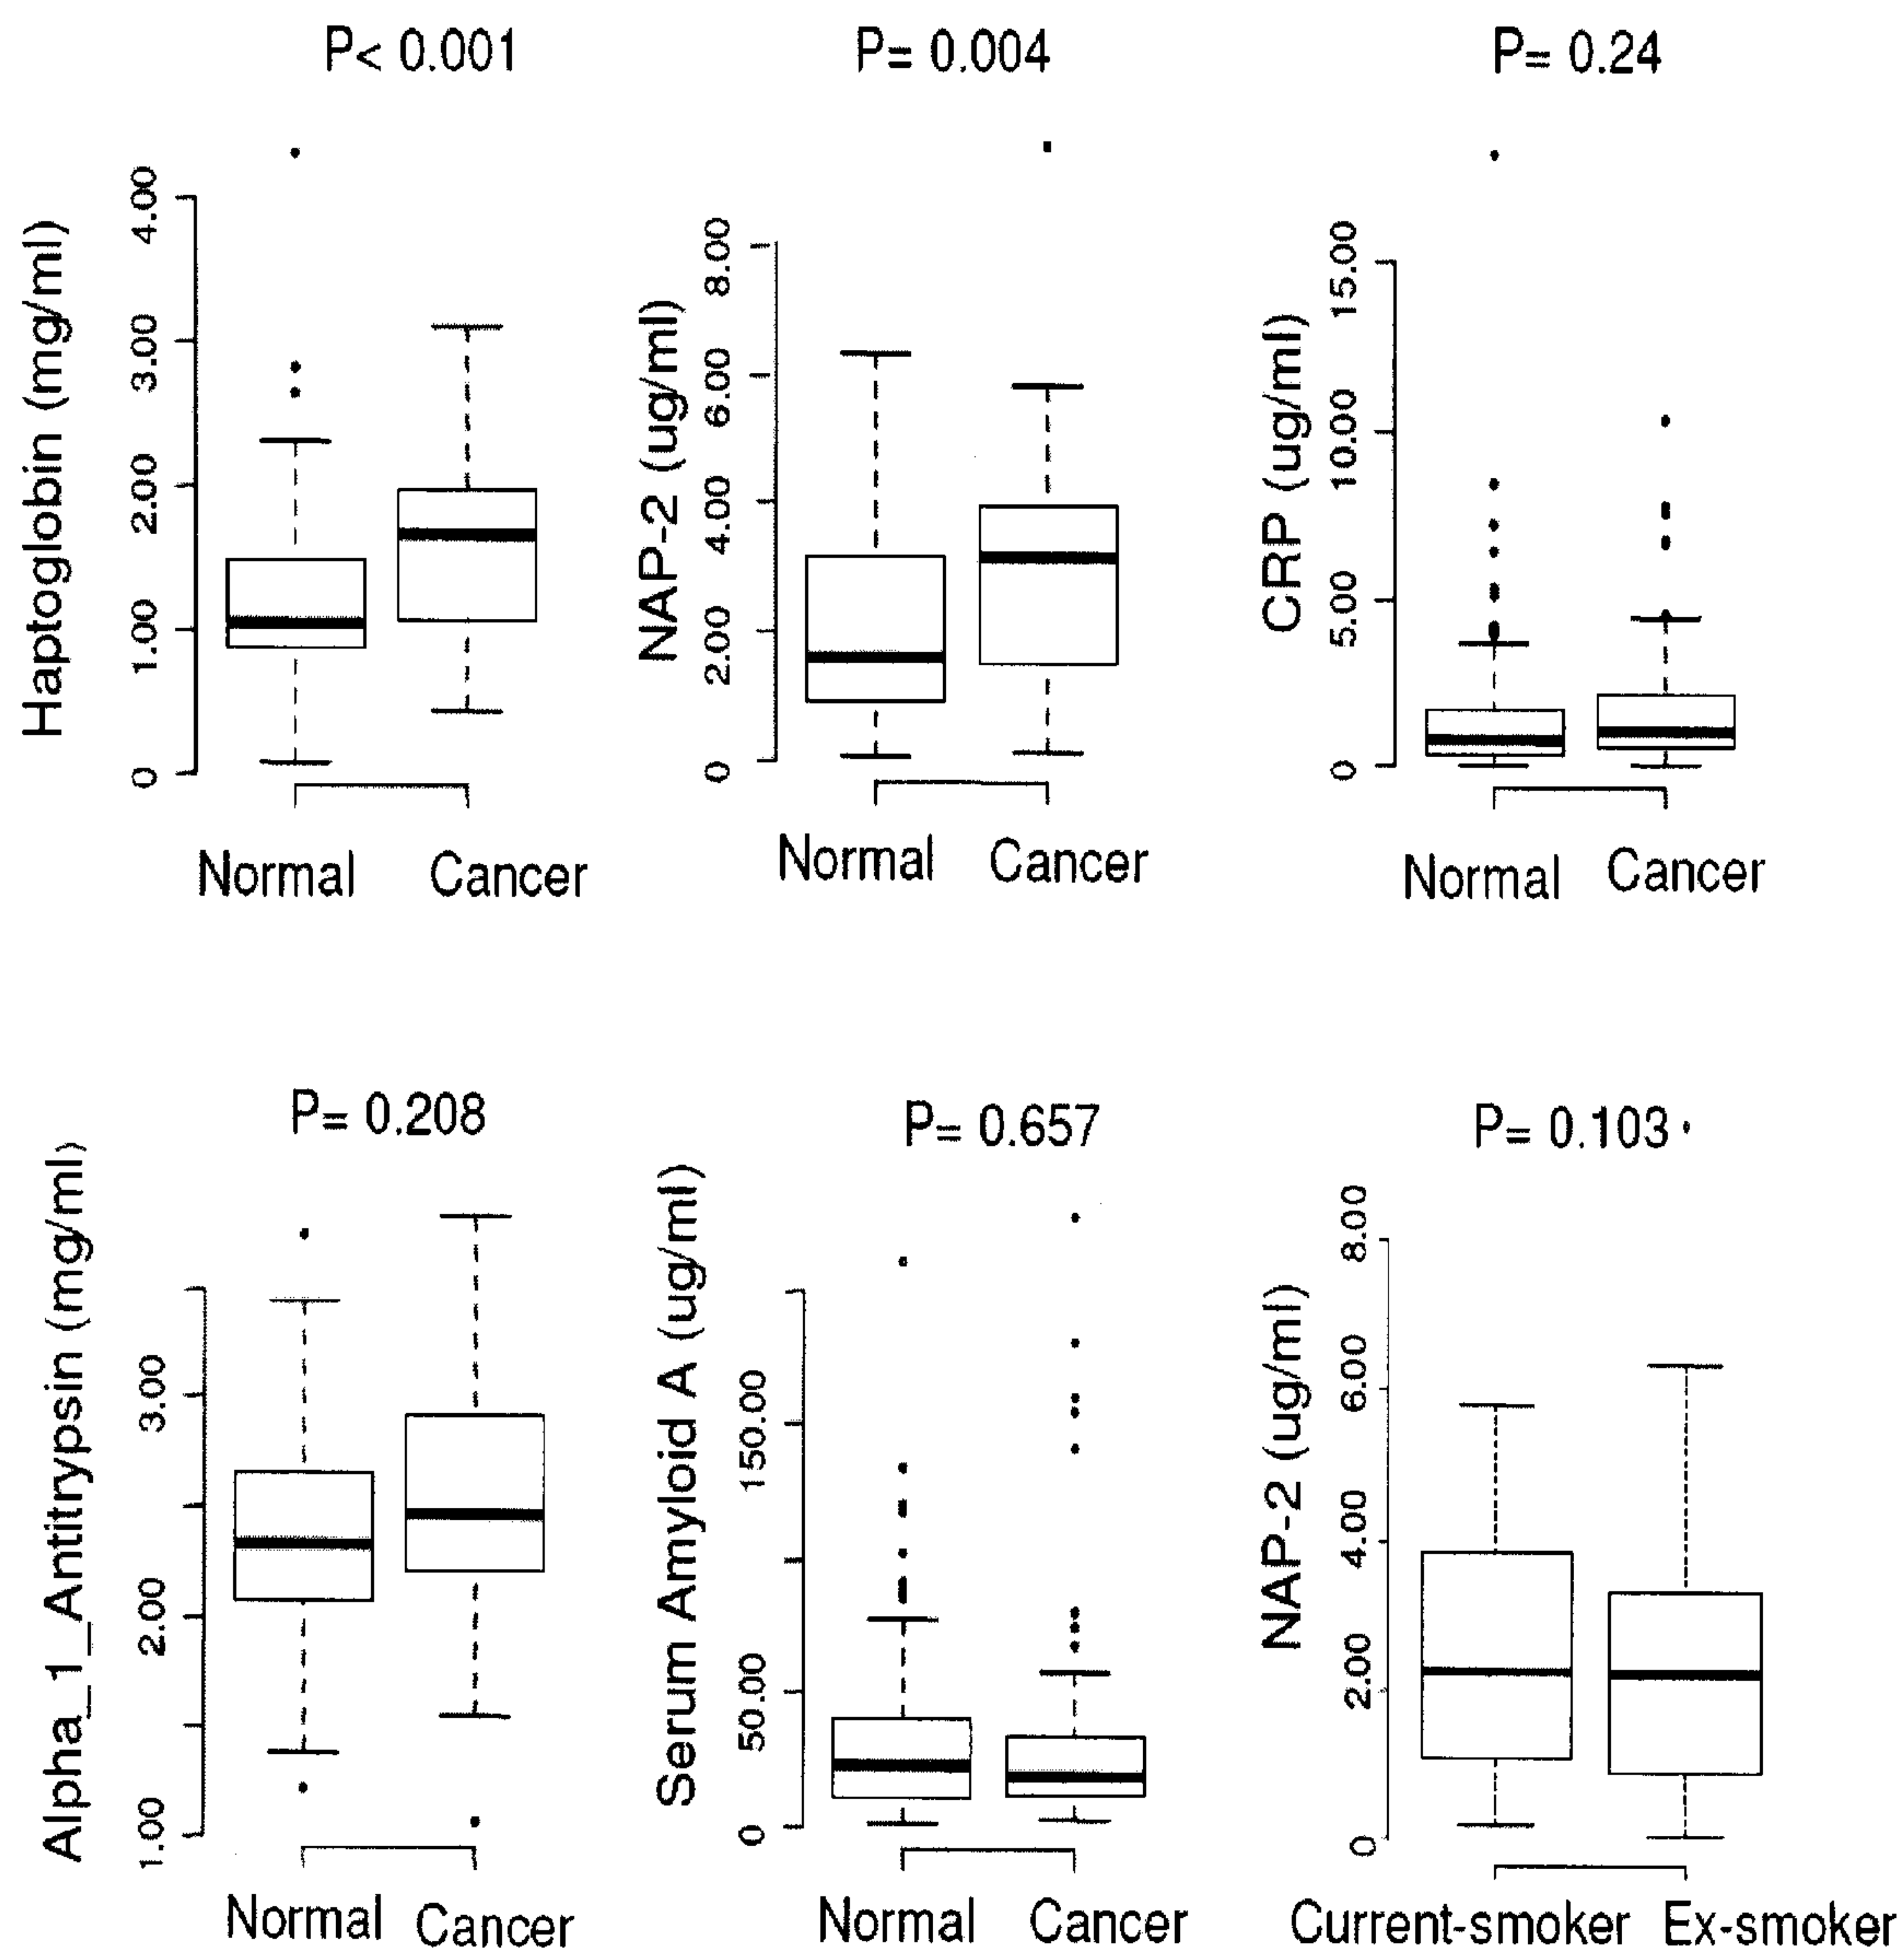 P< 0.001
Haptoglobin (mg/ml)
4.00
3.00
2.00
1.00
0
Normal Cancer
P= 0.004
NAP-2 (ug/ml)
8.00
6.00
4.00
2.00
0
Normal Cancer
P= 0.24
CRP (ug/ml)
15.00
10.00
5.00
0
Normal Cancer
P= 0.208
Alpha_1_Antitrypsin (mg/ml)
3.00
2.00
1.00
Normal Cancer
P= 0.657
Serum Amyloid A (ug/ml)
150.00
50.00
0
Normal Cancer
P= 0.103
NAP-2 (ug/ml)
8.00
6.00
4.00
2.00
0
Current-smoker Ex-smoker